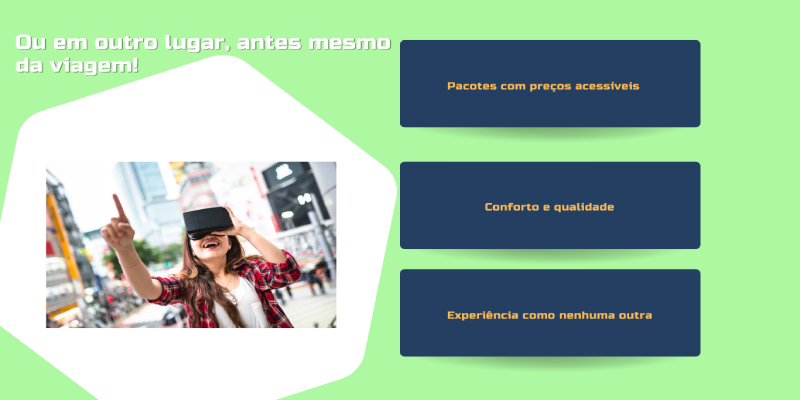 Ou em outro lugar, antes mesmo
da viagem!
Pacotes com preços acessíveis
Conforto e qualidade
Experiência como nenhuma outra